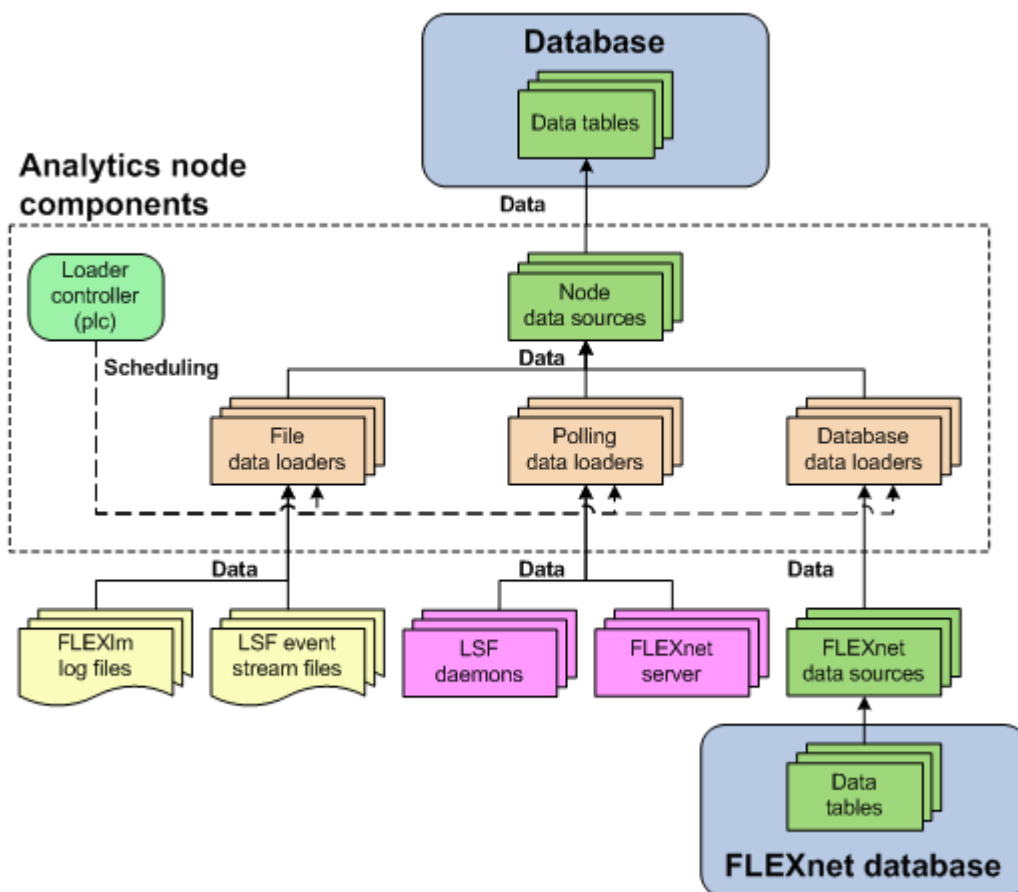 Database
Data tables
Analytics node
components
Data
Loader
controller
(plc)
Node
data sources
Scheduling
Data
File
data loaders
Polling
data loaders
Database
data loaders
Data
Data
Data
FLEXlm
log files
LSF event
stream files
LSF
daemons
FLEXnet
server
FLEXnet
data sources
Data
tables
FLEXnet database